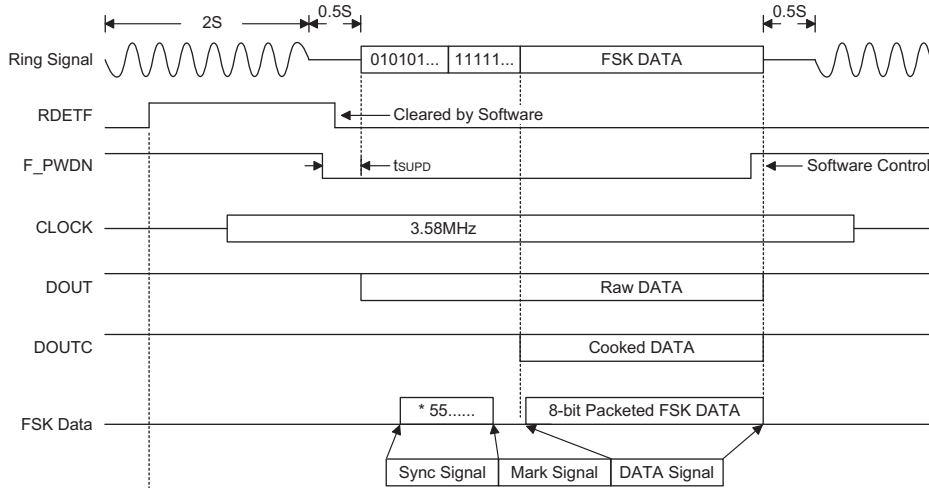 2S
0.5S
0.5S
Ring Signal
010101...
11111...
FSK DATA
RDETF
Cleared by Software
F_PWDN
tSUPD
Software Control
CLOCK
3.58MHz
DOUT
Raw DATA
DOUTC
Cooked DATA
FSK Data
* 55......
8-bit Packeted FSK DATA
Sync Signal
Mark Signal
DATA Signal